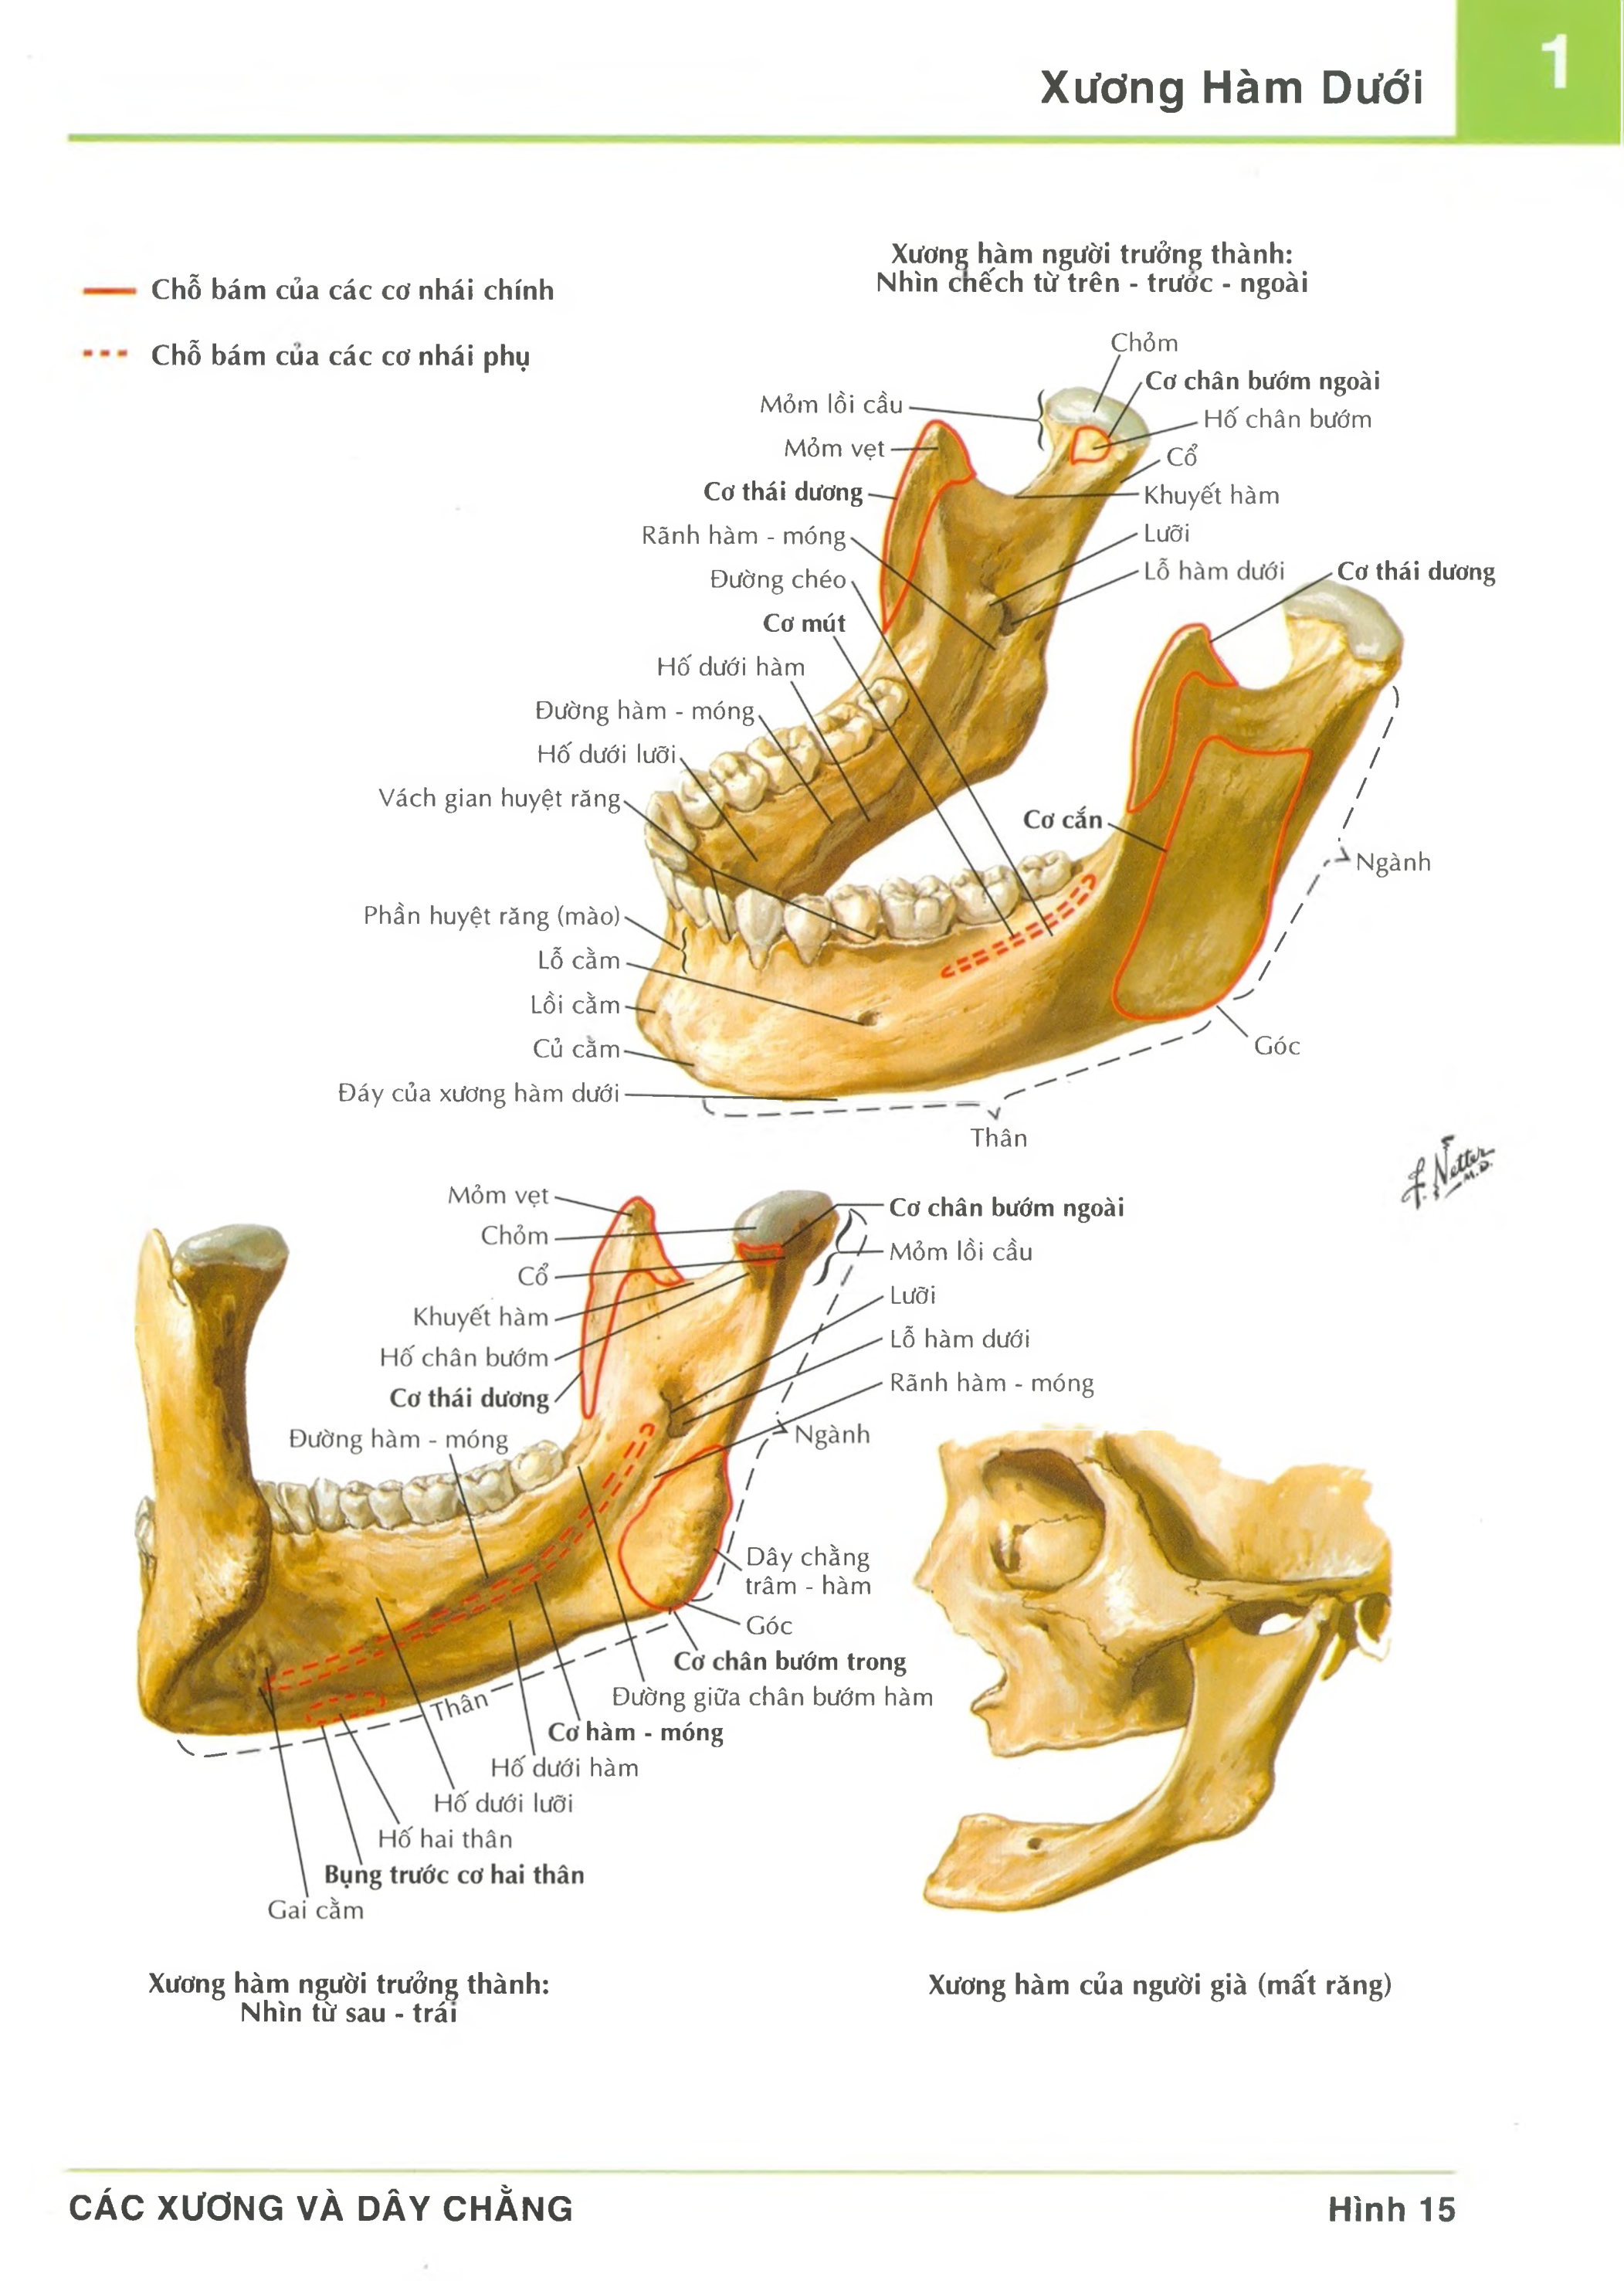 Xương Hàm Dưới
1
Chỗ bám của các cơ nhái chính
Chỗ bám của các cơ nhái phụ
Xương hàm người trưởng thành:
Nhìn chếch từ trên - trước - ngoài
Chỏm
Cơ chân bướm ngoài
Mỏm lồi cầu
Hố chân bướm
Mỏm vẹt
Cổ
Cơ thái dương
Khuyết hàm
Rãnh hàm - móng
Lưỡi
Đường chéo
Lỗ hàm dưới
Cơ thái dương
Cơ mút
Hố dưới hàm
Đường hàm - móng
Hố dưới lưỡi
Vách gian huyệt răng
Cơ cắn
Ngành
Phần huyệt răng (mào)
Lỗ cằm
Lồi cằm
Củ cằm
Góc
Đáy của xương hàm dưới
Thân
F. Netter
M.D.
Mỏm vẹt
Cơ chân bướm ngoài
Chỏm
Mỏm lồi cầu
Cổ
Lưỡi
Khuyết hàm
Lỗ hàm dưới
Hố chân bướm
Rãnh hàm - móng
Cơ thái dương
Đường hàm - móng
Ngành
Dây chằng
trâm - hàm
Góc
Cơ chân bướm trong
Đường giữa chân bướm hàm
Thân
Cơ hàm - móng
Hố dưới hàm
Hố dưới lưỡi
Hố hai thân
Bụng trước cơ hai thân
Gai cằm
Xương hàm người trưởng thành:
Nhìn từ sau - trái
Xương hàm của người già (mất răng)
CÁC XƯƠNG VÀ DÂY CHẰNG
Hình 15